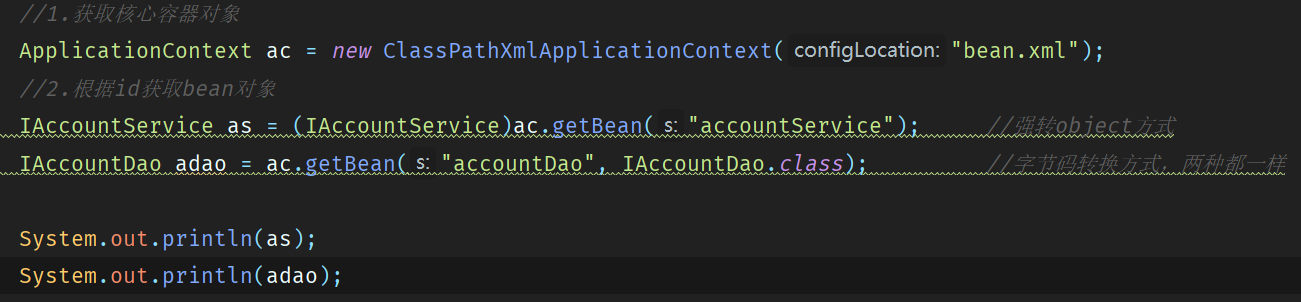 //1.获取核心容器对象
ApplicationContext ac = new ClassPathXmlApplicationContext( configLocation: "bean.xml");
//2.根据id获取bean对象
IAccountService as = (IAccountService)ac.getBean( s: "accountService");     //强转object方式
IAccountDao adao = ac.getBean( s: "accountDao", IAccountDao.class);         //字节码转换方式，两种都一样
System.out.println(as);
System.out.println(adao);